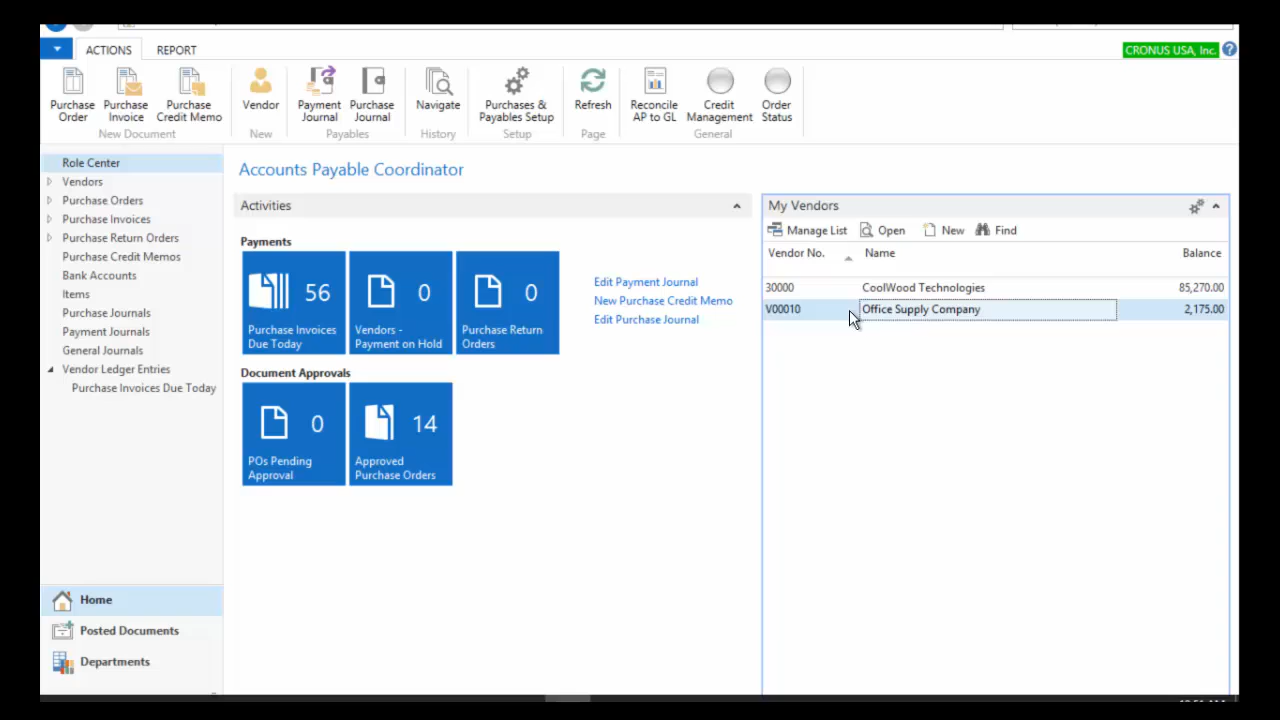 ACTIONS REPORT CRONUS USA, Inc. ?
Purchase Order
Purchase Invoice
Purchase Credit Memo
Vendor
Payment Journal
Purchase Journal
Navigate
Purchases & Payables Setup
Refresh
Reconcile AP to GL
Credit Management
Order Status
New Document New Payables History Setup Page General
Role Center
Vendors
Purchase Orders
Purchase Invoices
Purchase Return Orders
Purchase Credit Memos
Bank Accounts
Items
Purchase Journals
Payment Journals
General Journals
Vendor Ledger Entries
Purchase Invoices Due Today
Home
Posted Documents
Departments
Accounts Payable Coordinator
Activities
Payments
56
Purchase Invoices
Due Today
0
Vendors -
Payment on Hold
0
Purchase Return
Orders
Edit Payment Journal
New Purchase Credit Memo
Edit Purchase Journal
Document Approvals
0
POs Pending
Approval
14
Approved
Purchase Orders
My Vendors
Manage List Open New Find
Vendor No. Name Balance
30000 CoolWood Technologies 85,270.00
V00010 Office Supply Company 2,175.00